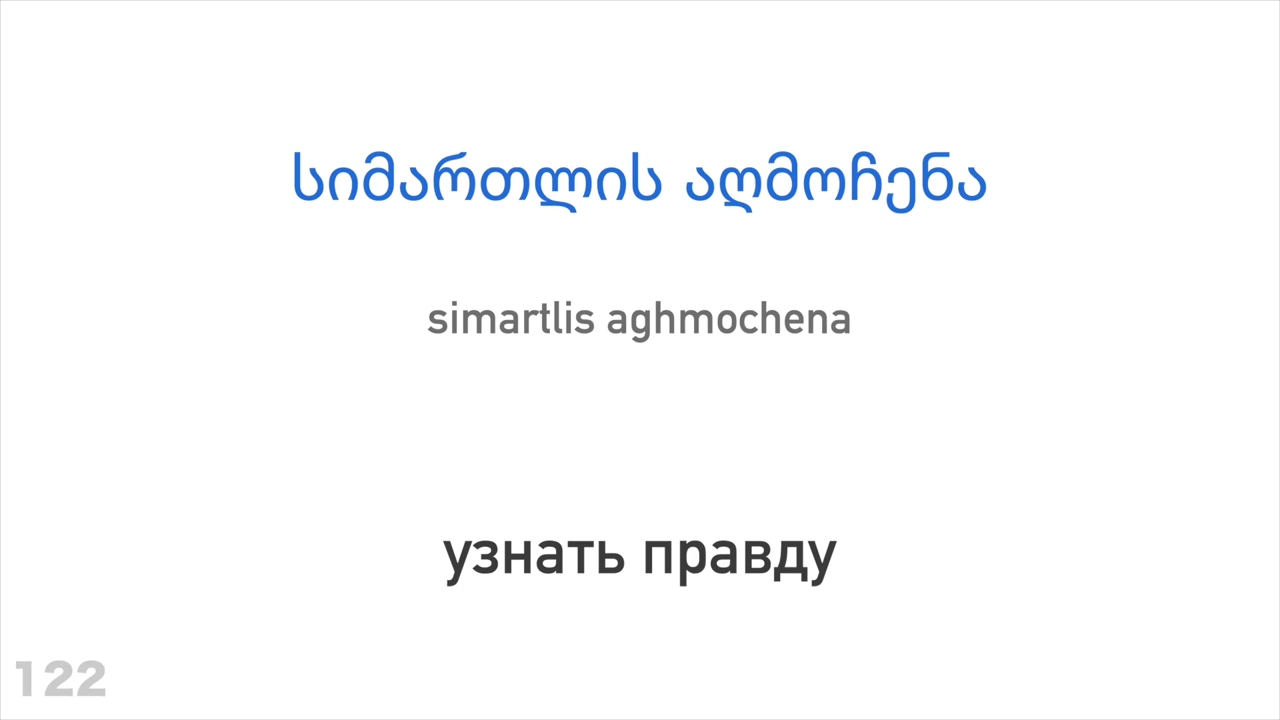 სიმართლის აღმოჩენა
simartlis aghmochena
узнать правду
122